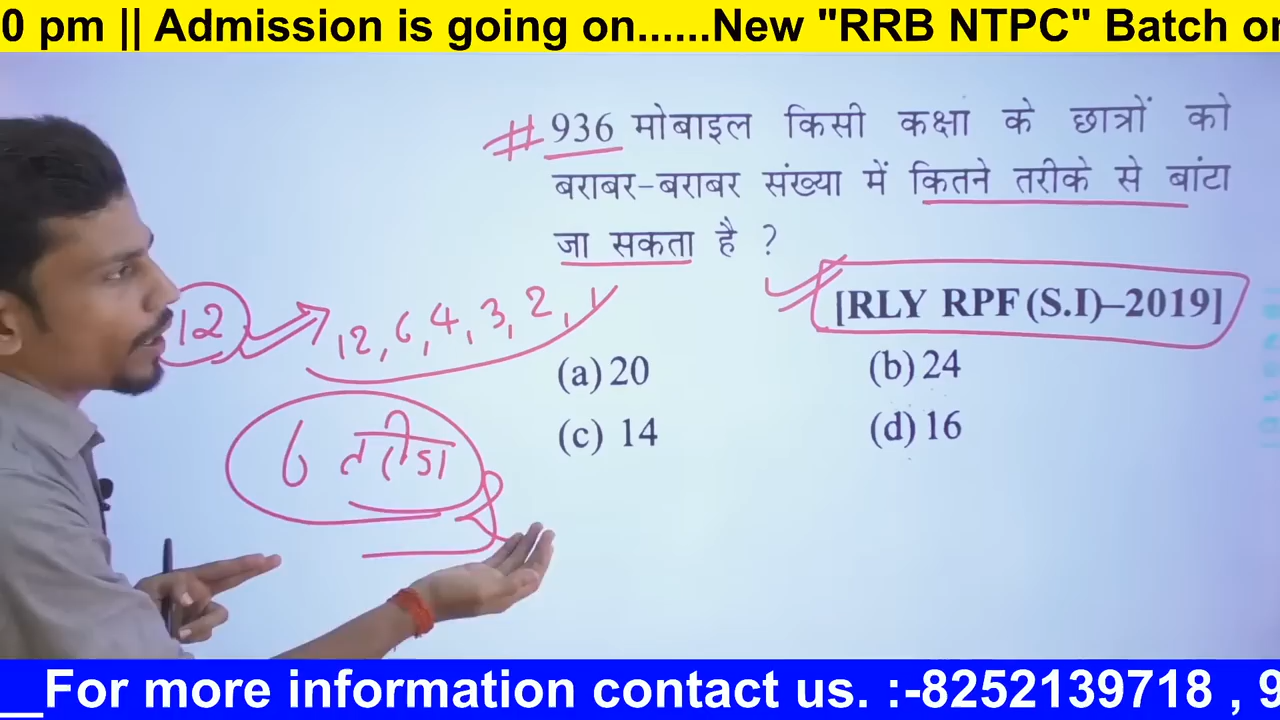 0 pm || Admission is going on......New "RRB NTPC" Batch on
# 936 मोबाइल किसी कक्षा के छात्रों को
बराबर-बराबर संख्या में कितने तरीके से बांटा
जा सकता है ?
[RLY RPF (S.I)–2019]
12 12, 6, 4, 3, 2, 1
(a) 20 (b) 24
6 तरीका
(c) 14 (d) 16
__For more information contact us. :-8252139718 , 9